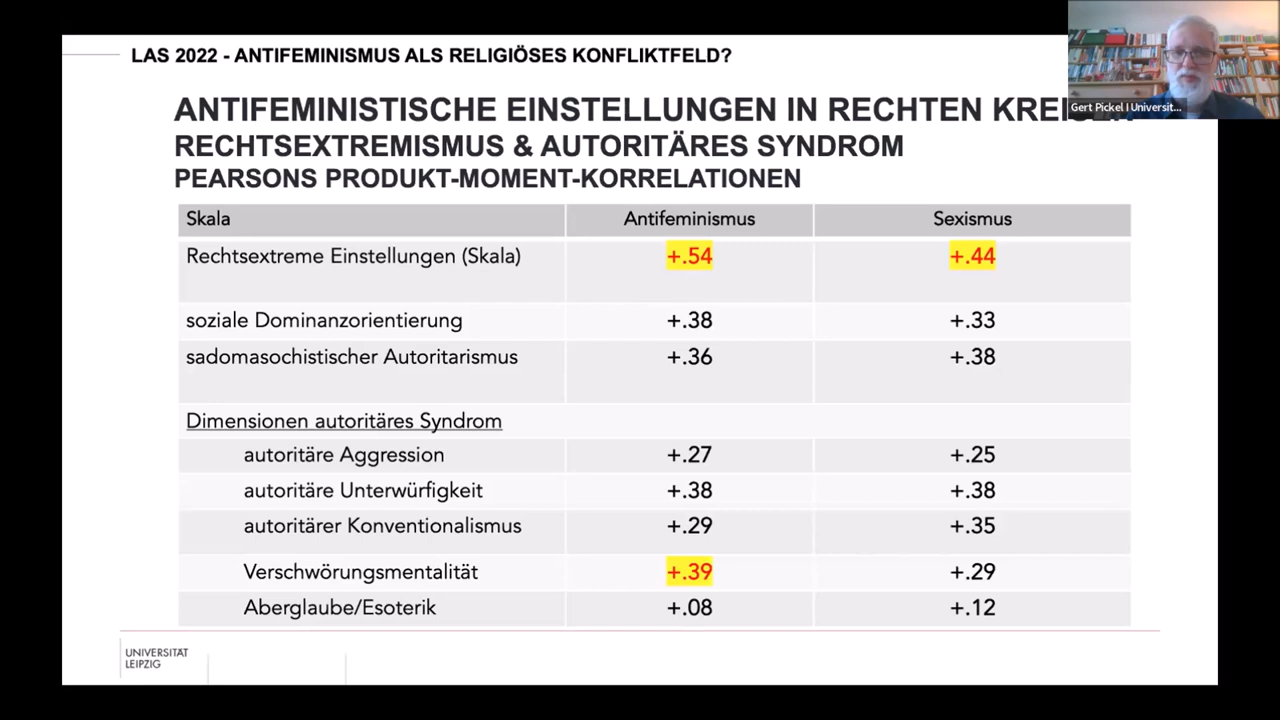 LAS 2022 - ANTIFEMINISMUS ALS RELIGIÖSES KONFLIKTFELD?
Gert Pickel I Universit...
ANTIFEMINISTISCHE EINSTELLUNGEN IN RECHTEN
RECHTSEXTREMISMUS & AUTORITÄRES SYNDROM
PEARSONS PRODUKT-MOMENT-KORRELATIONEN
Skala Antifeminismus Sexismus
Rechtsextreme Einstellungen (Skala) +.54 +.44
soziale Dominanzorientierung +.38 +.33
sadomasochistischer Autoritarismus +.36 +.38
Dimensionen autoritäres Syndrom
autoritäre Aggression +.27 +.25
autoritäre Unterwürfigkeit +.38 +.38
autoritärer Konventionalismus +.29 +.35
Verschwörungsmentalität +.39 +.29
Aberglaube/Esoterik +.08 +.12
UNIVERSITÄT
LEIPZIG